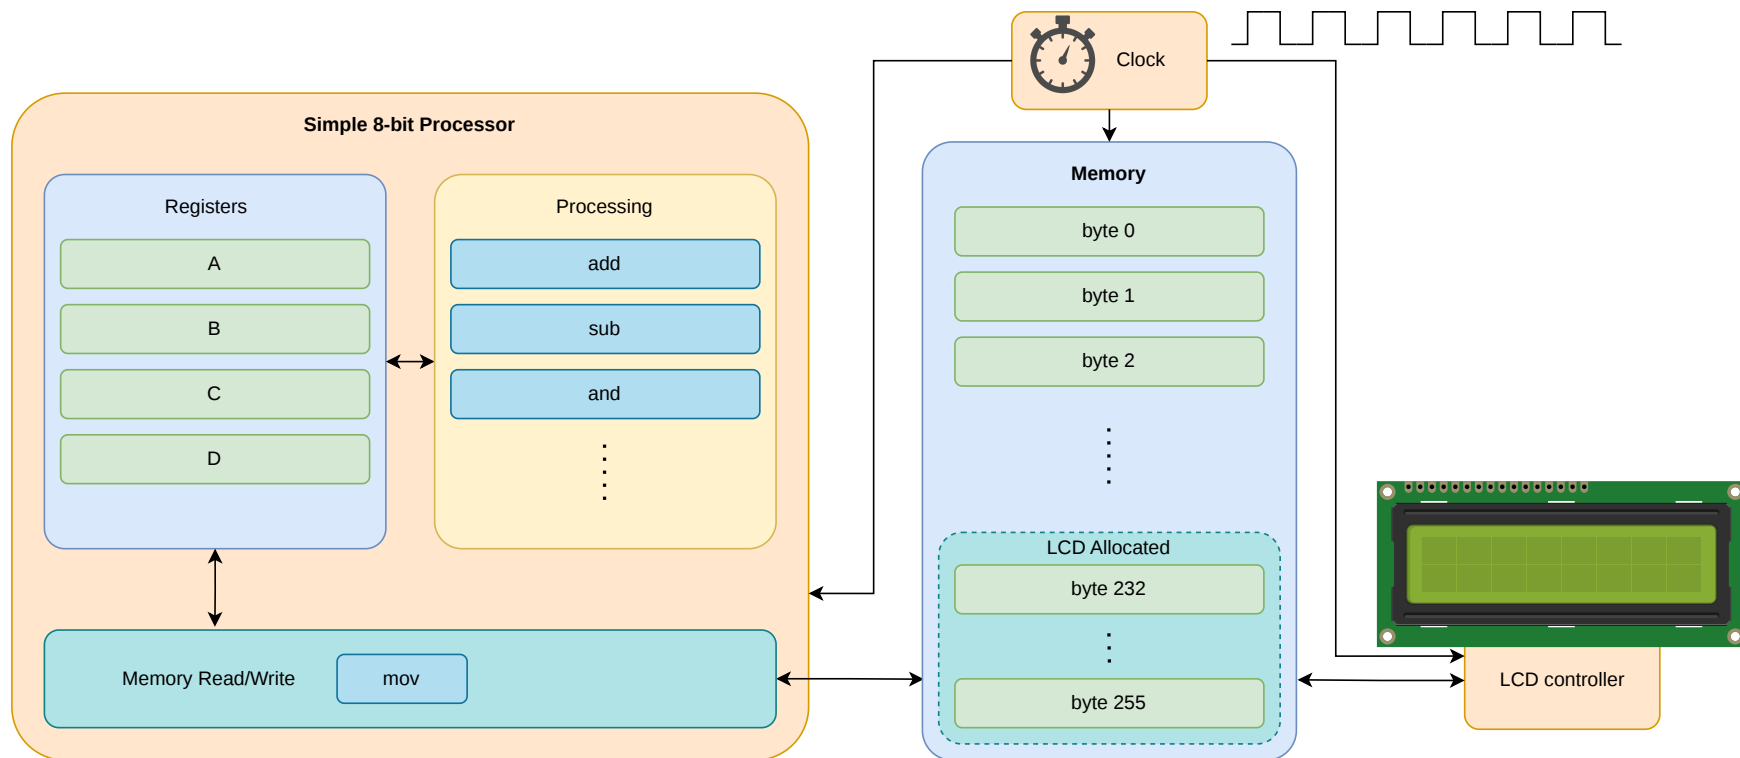 Clock
Simple 8-bit Processor
Registers
A
B
C
D
Processing
add
sub
and
Memory Read/Write
mov
Memory
byte 0
byte 1
byte 2
LCD Allocated
byte 232
byte 255
LCD controller